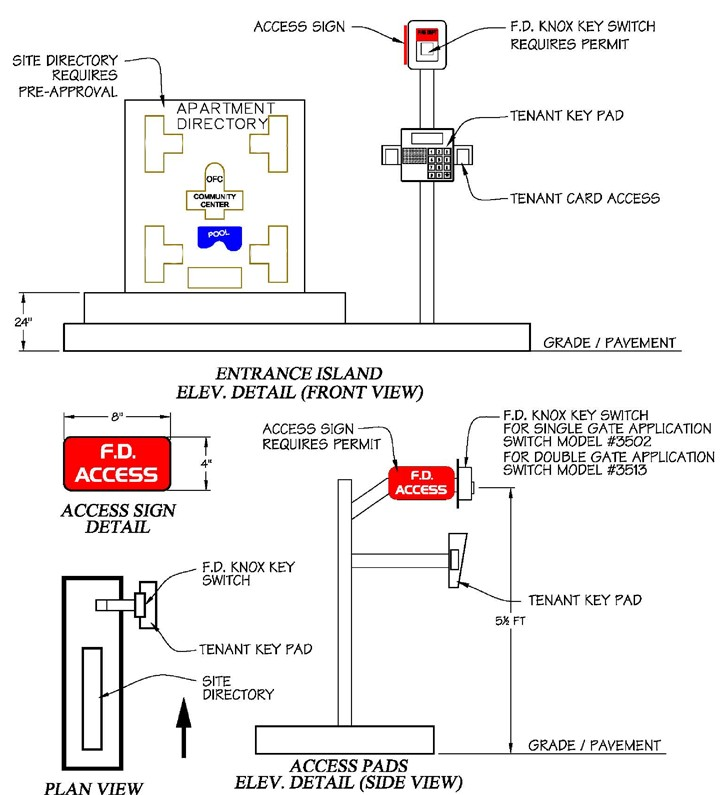 ACCESS SIGN
F.D. KNOX KEY SWITCH
REQUIRES PERMIT
SITE DIRECTORY
REQUIRES
PRE-APPROVAL
APARTMENT
DIRECTORY
OFC
COMMUNITY
CENTER
POOL
TENANT KEY PAD
TENANT CARD ACCESS
24"
GRADE / PAVEMENT
ENTRANCE ISLAND
ELEV. DETAIL (FRONT VIEW)
8"
F.D.
ACCESS
4"
ACCESS SIGN
DETAIL
ACCESS SIGN
REQUIRES PERMIT
F.D.
ACCESS
F.D. KNOX KEY SWITCH
FOR SINGLE GATE APPLICATION
SWITCH MODEL #3502
FOR DOUBLE GATE APPLICATION
SWITCH MODEL #3513
TENANT KEY PAD
5½ FT
GRADE / PAVEMENT
ACCESS PADS
ELEV. DETAIL (SIDE VIEW)
F.D. KNOX KEY
SWITCH
TENANT KEY PAD
SITE
DIRECTORY
PLAN VIEW